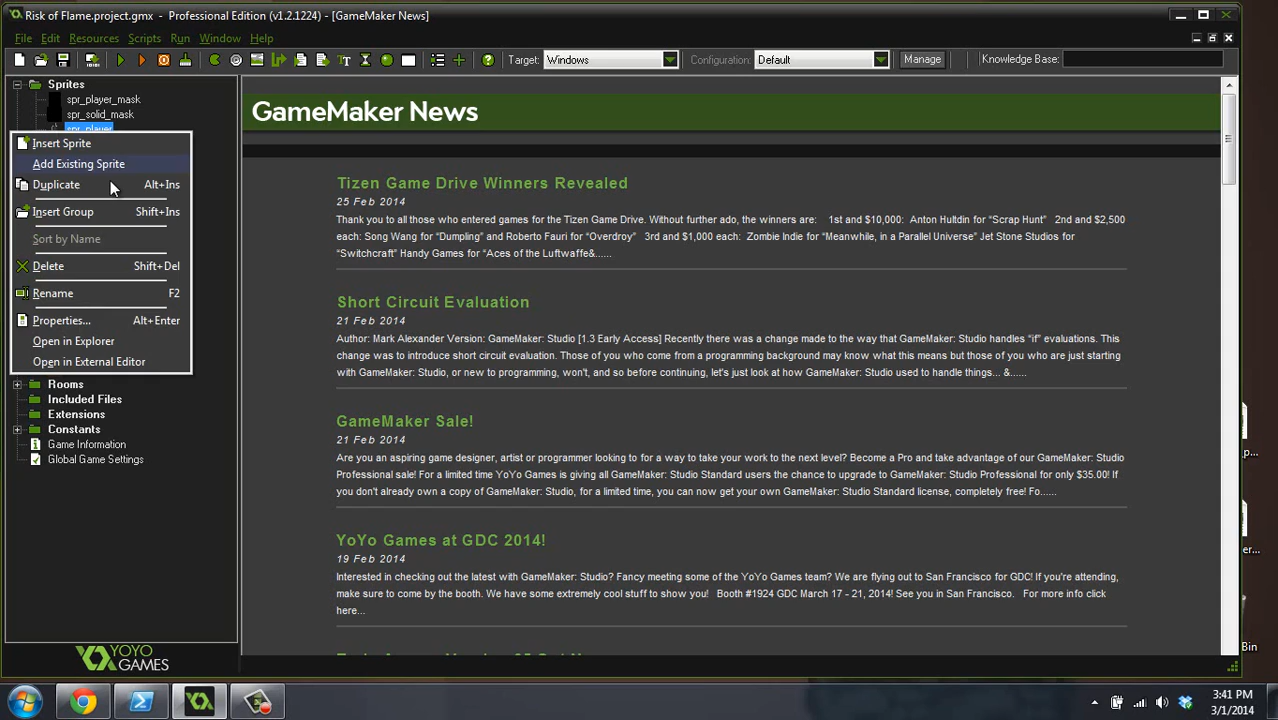 Risk of Flame.project.gmx - Professional Edition (v1.2.1224) - [GameMaker News]
File Edit Resources Scripts Run Window Help
Target: Windows Configuration: Default Manage Knowledge Base:
Sprites
spr_player_mask
spr_solid_mask
spr_player
Insert Sprite
Add Existing Sprite
Duplicate Alt+Ins
Insert Group Shift+Ins
Sort by Name
Delete Shift+Del
Rename F2
Properties... Alt+Enter
Open in Explorer
Open in External Editor
Rooms
Included Files
Extensions
Constants
Game Information
Global Game Settings
YOYO
GAMES
GameMaker News
Tizen Game Drive Winners Revealed
25 Feb 2014
Thank you to all those who entered games for the Tizen Game Drive. Without further ado, the winners are: 1st and $10,000: Anton Hultdin for “Scrap Hunt” 2nd and $2,500
each: Song Wang for “Dumpling” and Roberto Fauri for “Overdroy” 3rd and $1,000 each: Zombie Indie for “Meanwhile, in a Parallel Universe” Jet Stone Studios for
“Switchcraft” Handy Games for “Aces of the Luftwaffe&......
Short Circuit Evaluation
21 Feb 2014
Author: Mark Alexander Version: GameMaker: Studio [1.3 Early Access] Recently there was a change made to the way that GameMaker: Studio handles "if" evaluations. This
change was to introduce short circuit evaluation. Those of you who come from a programming background may know what this means but those of you who are just starting
with GameMaker: Studio, or new to programming, won't, and so before continuing, let's just look at how GameMaker: Studio used to handle things... &......
GameMaker Sale!
21 Feb 2014
Are you an aspiring game designer, artist or programmer looking to for a way to take your work to the next level? Become a Pro and take advantage of our GameMaker: Studio
Professional sale! For a limited time YoYo Games is giving all GameMaker: Studio Standard users the chance to upgrade to GameMaker: Studio Professional for only $35.00! If
you don't already own a copy of GameMaker: Studio, for a limited time, you can now get your own GameMaker: Studio Standard license, completely free! Fo......
YoYo Games at GDC 2014!
19 Feb 2014
Interested in checking out the latest with GameMaker: Studio? Fancy meeting some of the YoYo Games team? We are flying out to San Francisco for GDC! If you're attending,
make sure to come by the booth. We have some extremely cool stuff to show you! Booth #1924 GDC March 17 - 21, 2014! See you in San Francisco. For more info click
here...
p...
er...
Bin
3:41 PM
3/1/2014